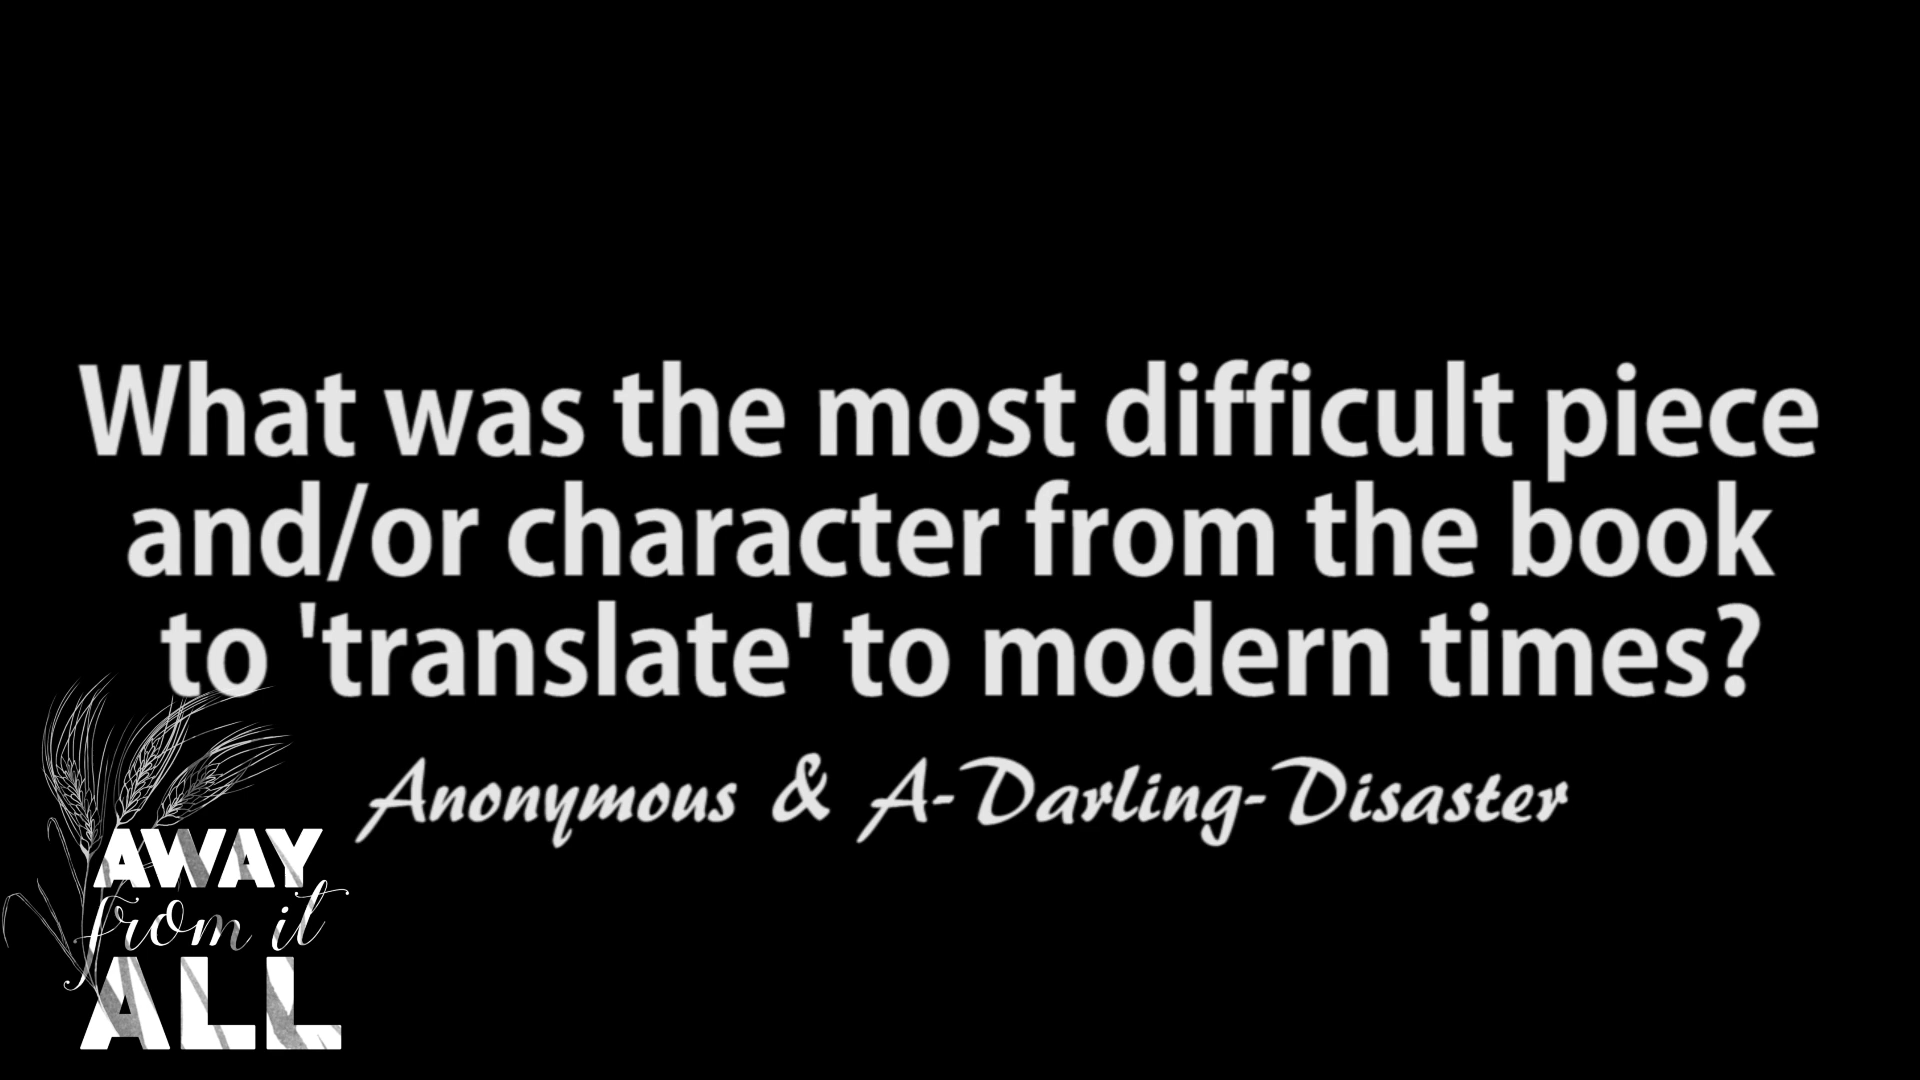 What was the most difficult piece
and/or character from the book
to 'translate' to modern times?
Anonymous & A-Darling-Disaster
AWAY
from it
ALL